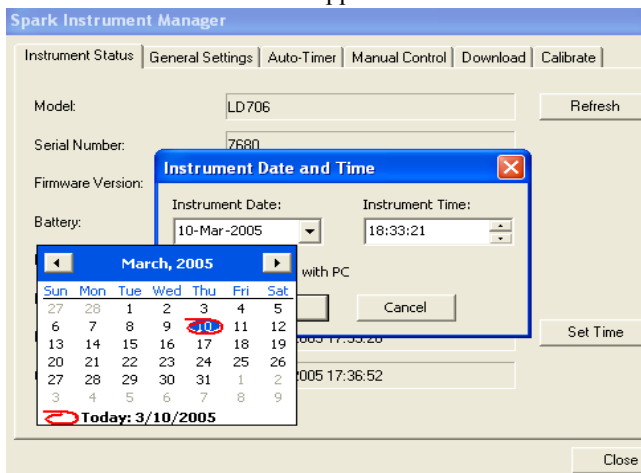 Spark Instrument Manager
Instrument Status General Settings Auto-Timer Manual Control Download Calibrate
Model: LD706 Refresh
Serial Number: 7680
Instrument Date and Time
Firmware Version:
Instrument Date: Instrument Time:
Battery:
10-Mar-2005 18:33:21
March, 2005
with PC
Sun Mon Tue Wed Thu Fri Sat
27 28 1 2 3 4 5
Cancel
6 7 8 9 10 11 12
Set Time
13 14 15 16 17 18 19
20 21 22 23 24 25 26
27 28 29 30 31 1 2
2005 17:36:52
3 4 5 6 7 8 9
Today: 3/10/2005
Close